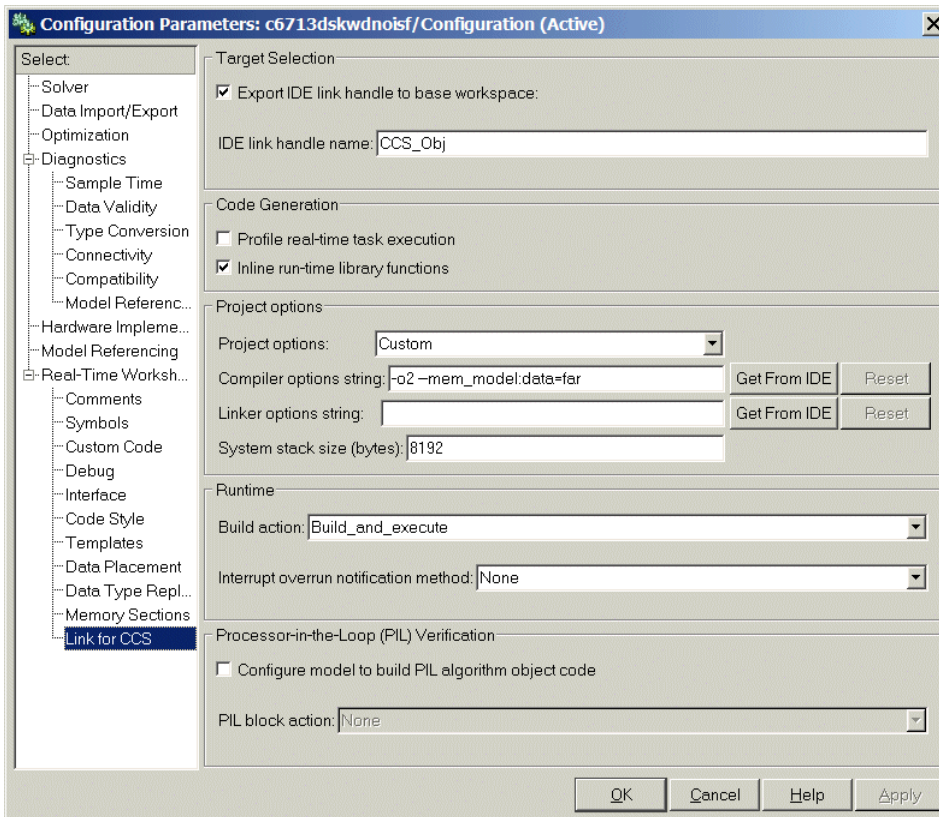 Configuration Parameters: c6713dskwdnoisf/Configuration (Active)
Select:
Solver
Data Import/Export
Optimization
Diagnostics
Sample Time
Data Validity
Type Conversion
Connectivity
Compatibility
Model Referenc...
Hardware Impleme...
Model Referencing
Real-Time Worksh...
Comments
Symbols
Custom Code
Debug
Interface
Code Style
Templates
Data Placement
Data Type Repl...
Memory Sections
Link for CCS
Target Selection
Export IDE link handle to base workspace:
IDE link handle name: CCS_Obj
Code Generation
Profile real-time task execution
Inline run-time library functions
Project options
Project options: Custom
Compiler options string: -o2 –mem_model:data=far Get From IDE Reset
Linker options string: Get From IDE Reset
System stack size (bytes): 8192
Runtime
Build action: Build_and_execute
Interrupt overrun notification method: None
Processor-in-the-Loop (PIL) Verification
Configure model to build PIL algorithm object code
PIL block action: None
OK Cancel Help Apply